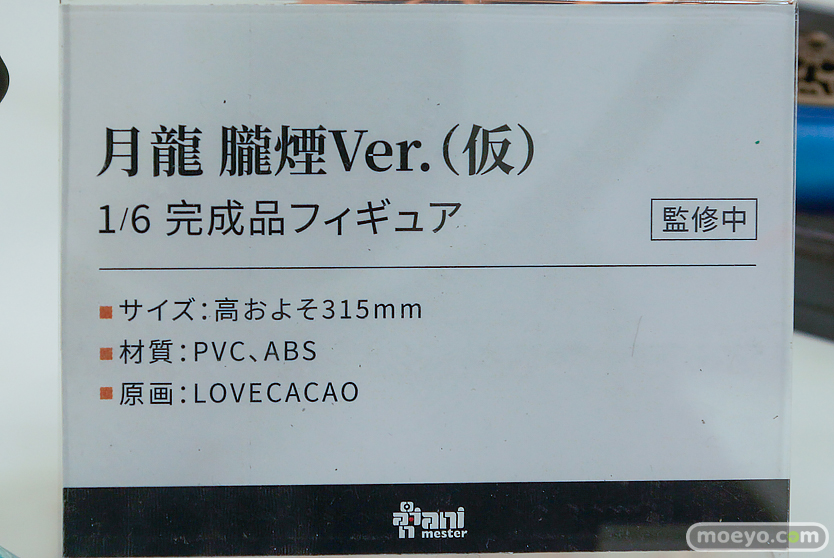 月龍 朧煙Ver.(仮)
1/6 完成品フィギュア
監修中
サイズ:高およそ315mm
材質:PVC、ABS
原画:LOVECACAO
ani
mester
moeyo.com